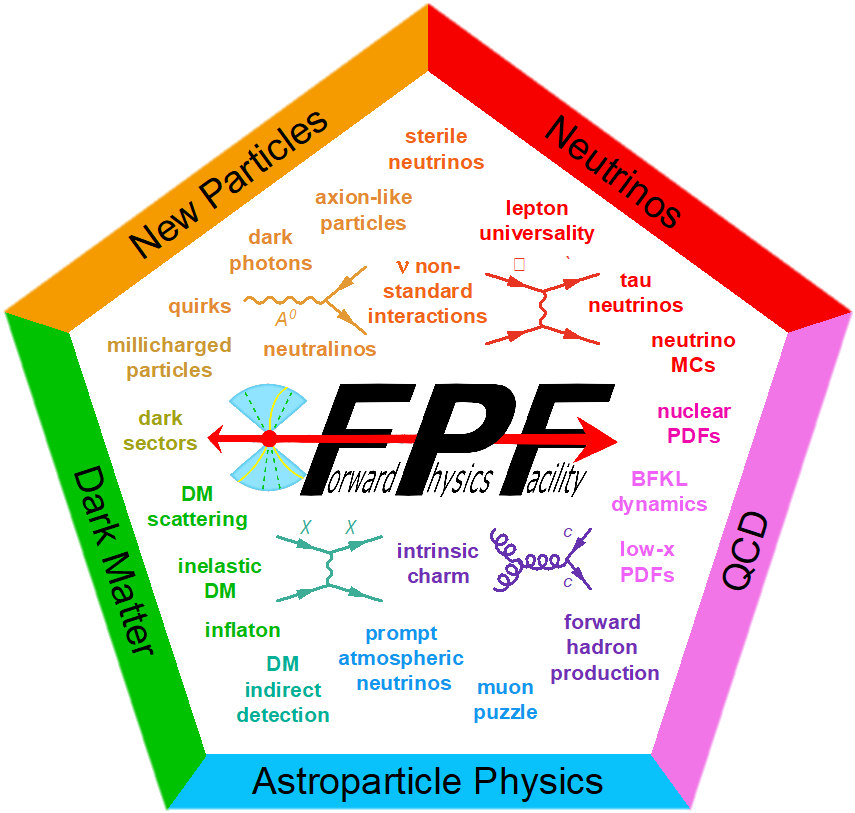 New Particles
Neutrinos
sterile
neutrinos
axion-like
particles
lepton
universality
dark
photons
ν non-
standard
interactions
tau
neutrinos
quirks
A⁰
neutralinos
millicharged
particles
neutrino
MCs
dark
sectors
FPF
Forward Physics Facility
nuclear
PDFs
BFKL
dynamics
DM
scattering
X X
intrinsic
charm
c
c
low-x
PDFs
inelastic
DM
inflaton
prompt
atmospheric
neutrinos
forward
hadron
production
DM
indirect
detection
muon
puzzle
Dark Matter
QCD
Astroparticle Physics